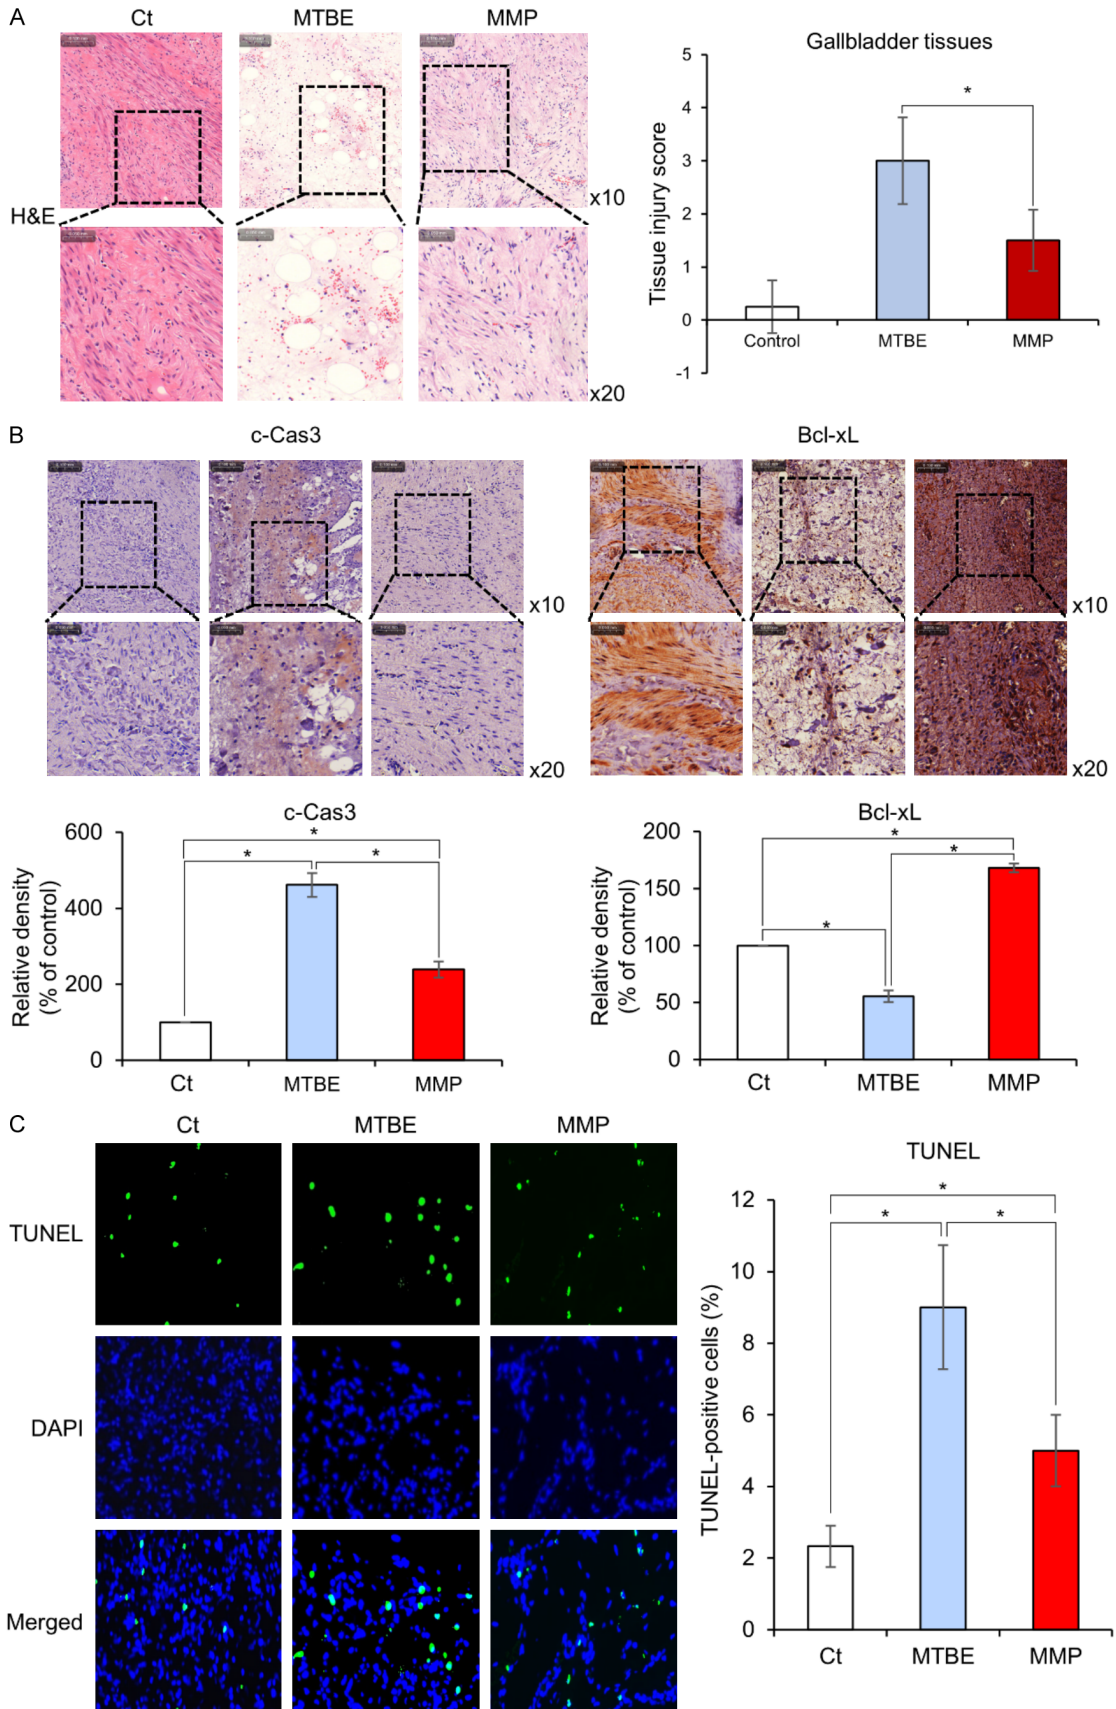 A
Ct
MTBE
MMP
H&E
x10
x20
Gallbladder tissues
Tissue injury score
5
4
3
2
1
0
-1
*
Control
MTBE
MMP
B
c-Cas3
Bcl-xL
x10
x10
x20
x20
c-Cas3
Relative density
(% of control)
600
400
200
0
*
*
*
Ct
MTBE
MMP
Bcl-xL
Relative density
(% of control)
200
150
100
50
0
*
*
*
Ct
MTBE
MMP
C
Ct
MTBE
MMP
TUNEL
DAPI
Merged
TUNEL
TUNEL-positive cells (%)
12
10
8
6
4
2
0
*
*
*
Ct
MTBE
MMP